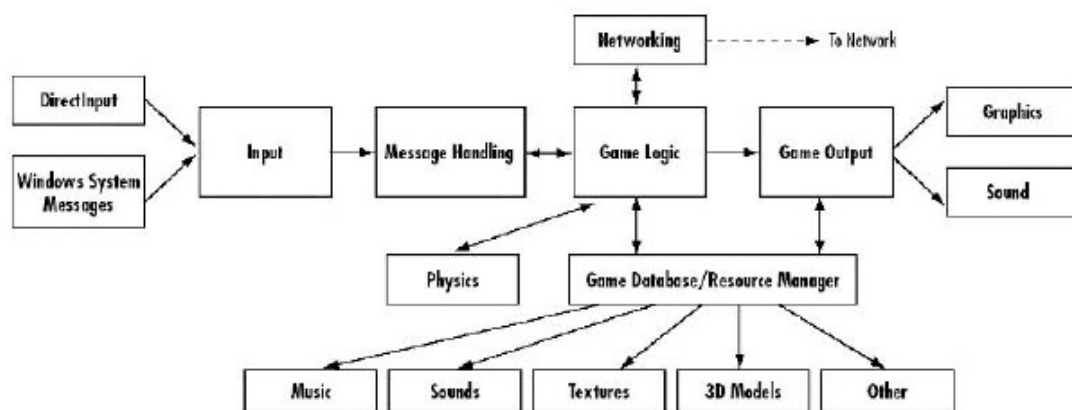 Networking
To Network
DirectInput
Graphics
Input
Message Handling
Game Logic
Game Output
Windows System
Messages
Sound
Physics
Game Database/Resource Manager
Music
Sounds
Textures
3D Models
Other